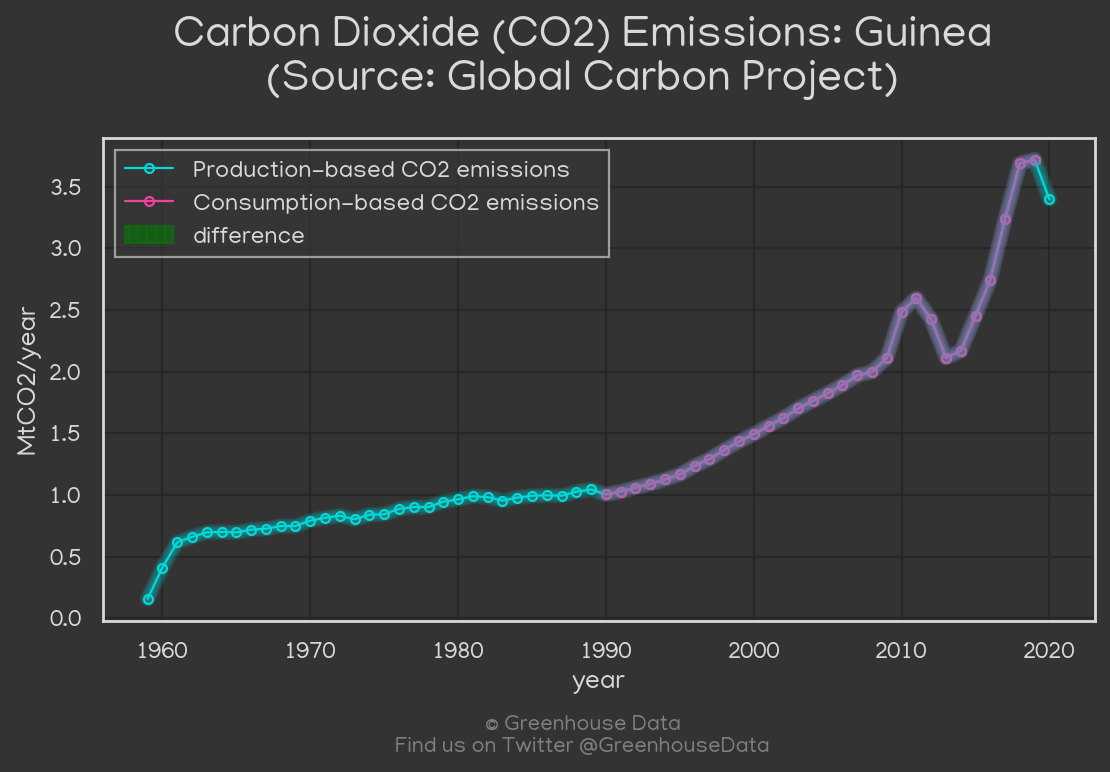 Carbon Dioxide (CO2) Emissions: Guinea
(Source: Global Carbon Project)
Production-based CO2 emissions
Consumption-based CO2 emissions
difference
MtCO2/year
3.5
3.0
2.5
2.0
1.5
1.0
0.5
0.0
1960 1970 1980 1990 2000 2010 2020
year
© Greenhouse Data
Find us on Twitter @GreenhouseData